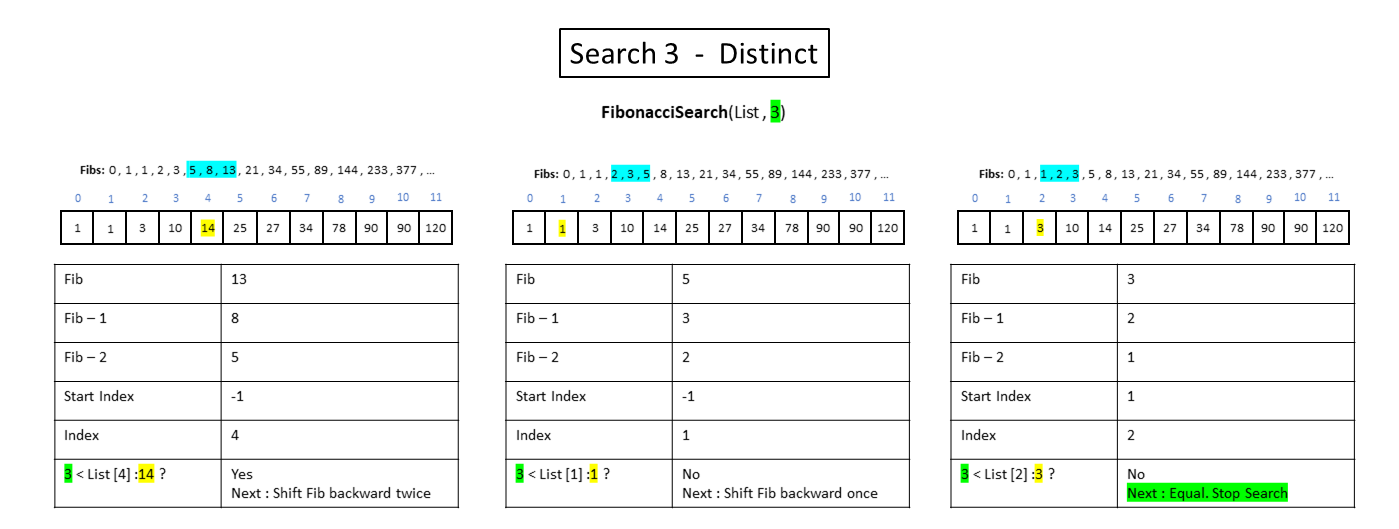 Search 3 - Distinct
FibonacciSearch(List , 3)
Fibs: 0 , 1 , 1 , 2 , 3 , 5 , 8 , 13 , 21 , 34 , 55 , 89 , 144 , 233 , 377 , ...
0 1 2 3 4 5 6 7 8 9 10 11
1 1 3 10 14 25 27 34 78 90 90 120
Fib 13
Fib – 1 8
Fib – 2 5
Start Index -1
Index 4
3 < List [4] :14 ? Yes
Next : Shift Fib backward twice
Fibs: 0 , 1 , 1 , 2 , 3 , 5 , 8 , 13 , 21 , 34 , 55 , 89 , 144 , 233 , 377 , ...
0 1 2 3 4 5 6 7 8 9 10 11
1 1 3 10 14 25 27 34 78 90 90 120
Fib 5
Fib – 1 3
Fib – 2 2
Start Index -1
Index 1
3 < List [1] :1 ? No
Next : Shift Fib backward once
Fibs: 0 , 1 , 1 , 2 , 3 , 5 , 8 , 13 , 21 , 34 , 55 , 89 , 144 , 233 , 377 , ...
0 1 2 3 4 5 6 7 8 9 10 11
1 1 3 10 14 25 27 34 78 90 90 120
Fib 3
Fib – 1 2
Fib – 2 1
Start Index 1
Index 2
3 < List [2] :3 ? No
Next : Equal. Stop Search